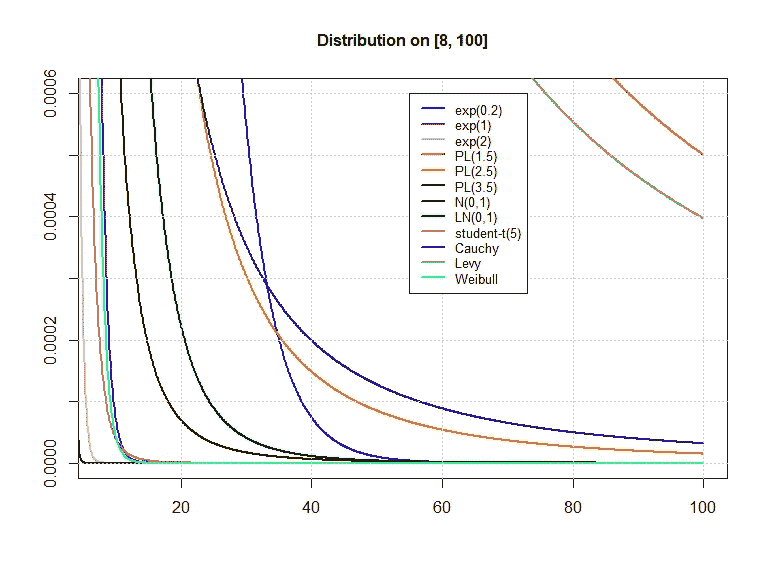 Distribution on [8, 100]
0.0006
0.0004
0.0002
0.0000
exp(0.2)
exp(1)
exp(2)
PL(1.5)
PL(2.5)
PL(3.5)
N(0,1)
LN(0,1)
student-t(5)
Cauchy
Levy
Weibull
20 40 60 80 100